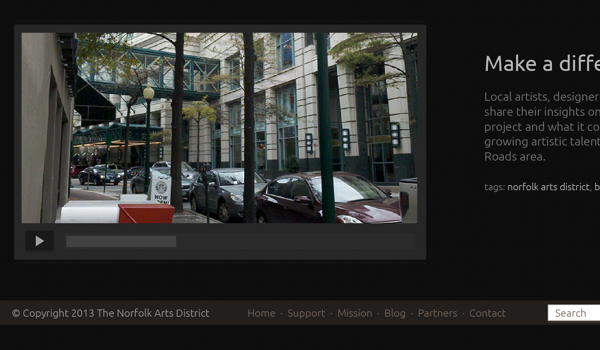 Make a diffe
Local artists, designer
share their insights on
project and what it co
growing artistic talent
Roads area.
tags: norfolk arts district, b
NOW
© Copyright 2013 The Norfolk Arts District
Home · Support · Mission · Blog · Partners · Contact
Search